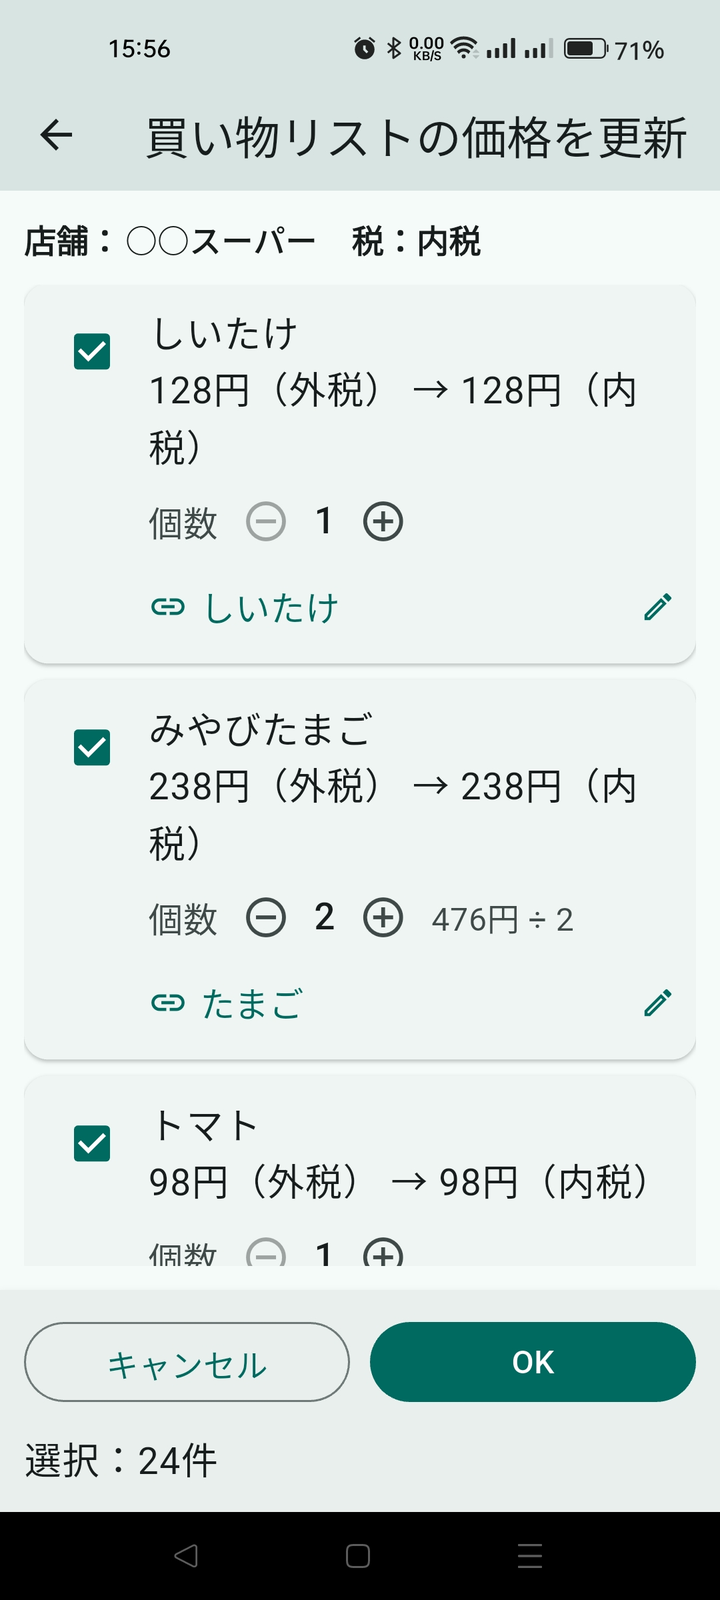 15:56
0.00
KB/S
71%
買い物リストの価格を更新
店舗：○○スーパー　税：内税
しいたけ
128円（外税） → 128円（内
税）
個数 1
しいたけ
みやびたまご
238円（外税） → 238円（内
税）
個数 2 476円 ÷ 2
たまご
トマト
98円（外税） → 98円（内税）
個数 1
キャンセル
OK
選択：24件